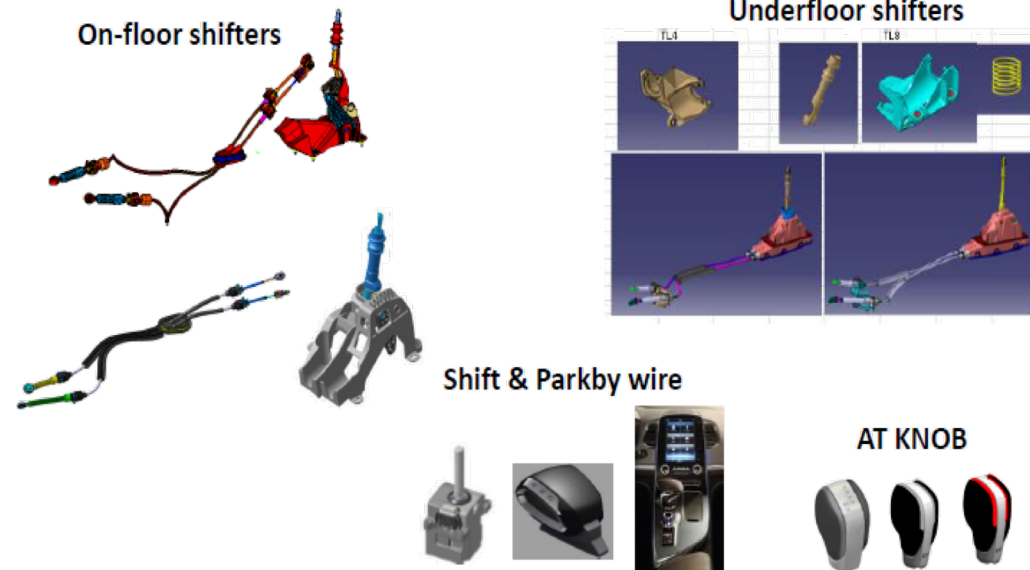 Underfloor shifters
On-floor shifters
TL4
TL8
Shift & Parkby wire
AT KNOB